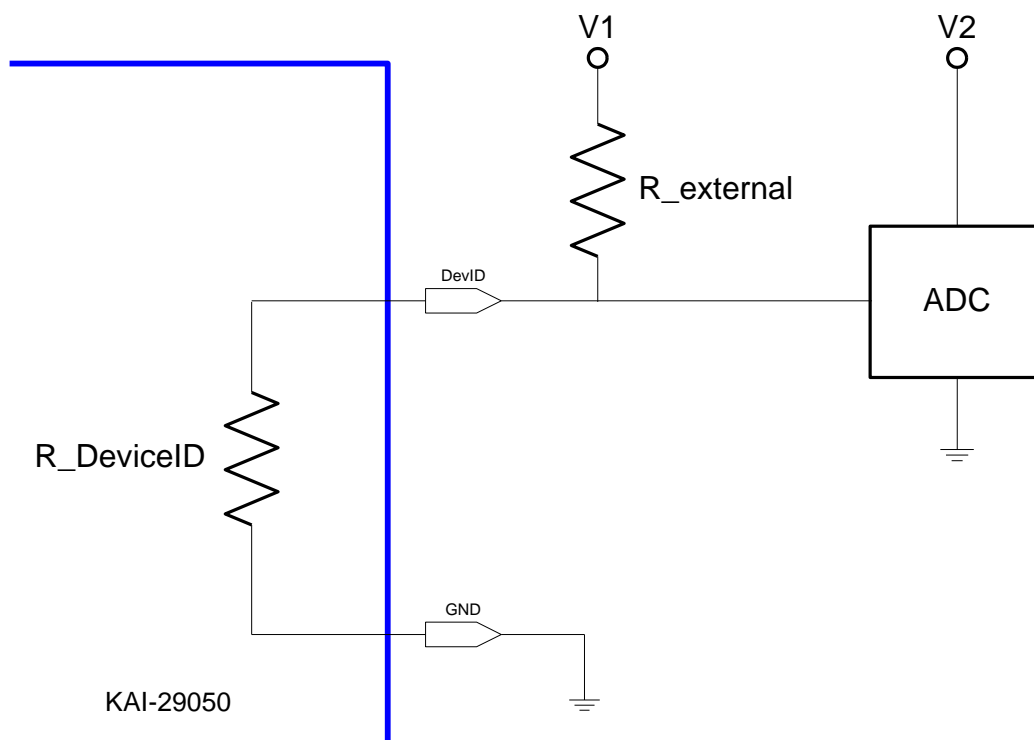 V1
V2
R_external
DevID
ADC
R_DeviceID
GND
KAI-29050